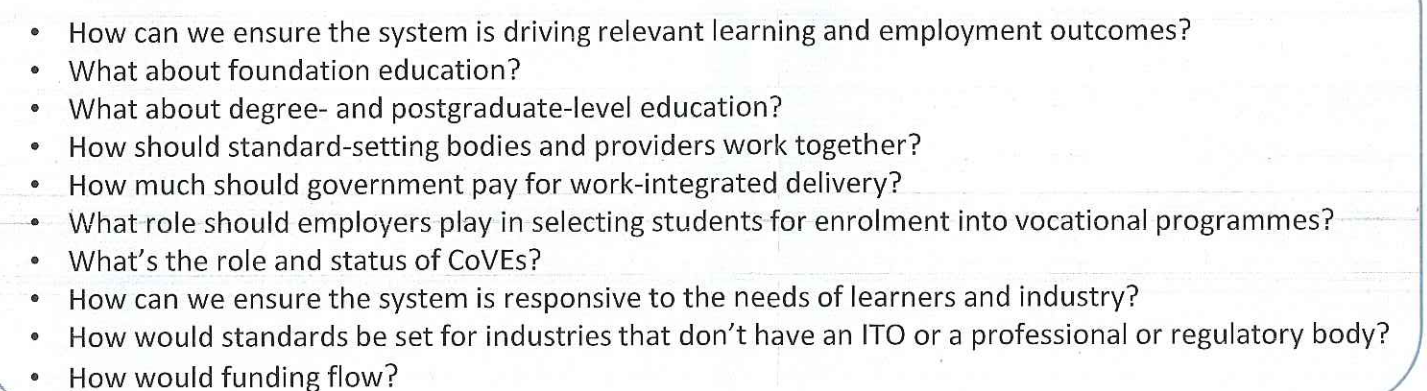 • How can we ensure the system is driving relevant learning and employment outcomes?
• What about foundation education?
• What about degree- and postgraduate-level education?
• How should standard-setting bodies and providers work together?
• How much should government pay for work-integrated delivery?
• What role should employers play in selecting students for enrolment into vocational programmes?
• What's the role and status of CoVEs?
• How can we ensure the system is responsive to the needs of learners and industry?
• How would standards be set for industries that don't have an ITO or a professional or regulatory body?
• How would funding flow?